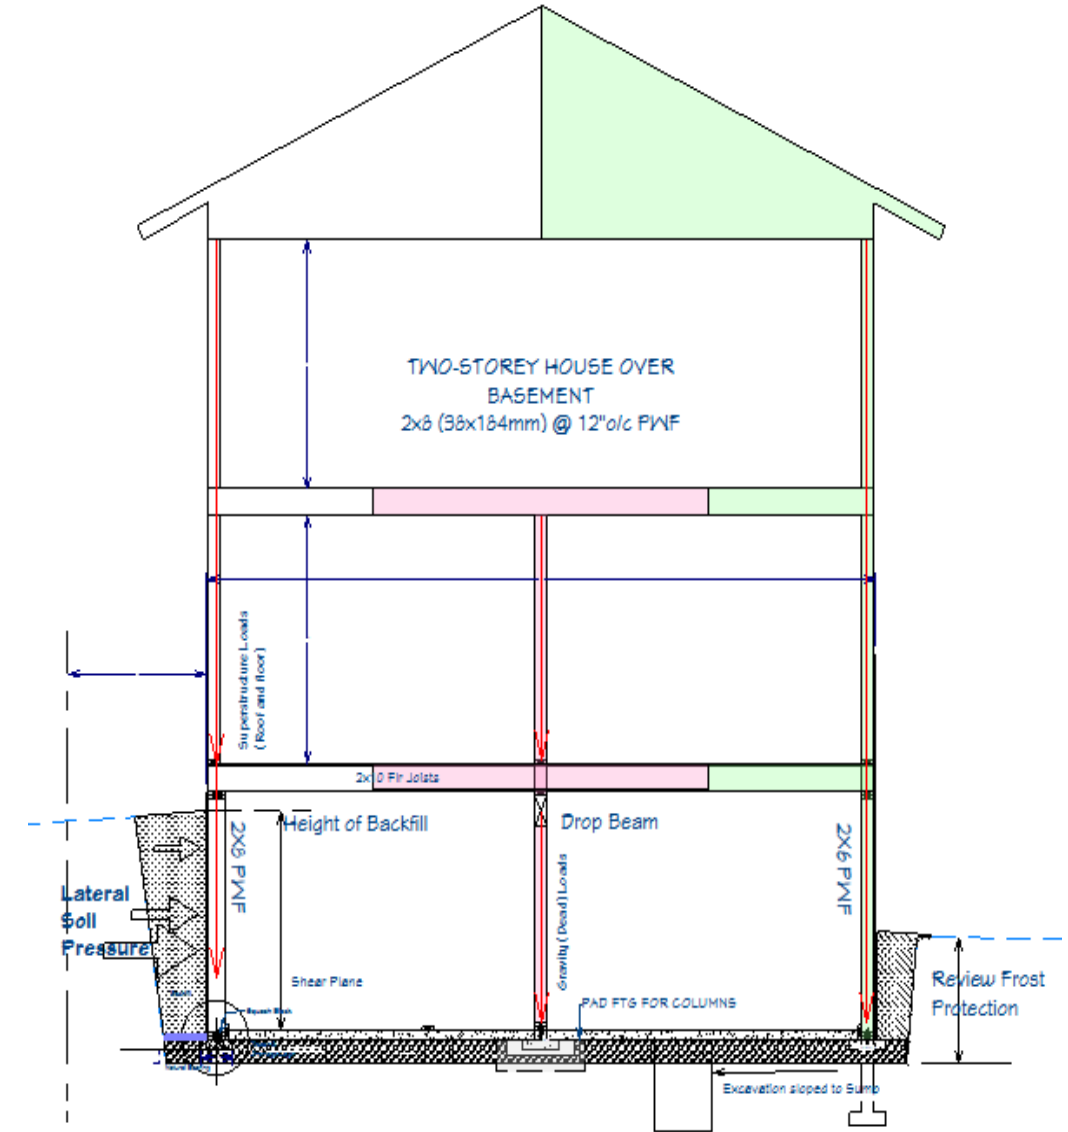 TWO-STOREY HOUSE OVER
BASEMENT
2x8 (38x184mm) @ 12"o/c PWF
Superstructure Loads
(Roof and floor)
2x10 Fir Joists
Height of Backfill
Drop Beam
2X8 PWF
2X6 PWF
Lateral
Soil
Pressure
Gravity (Dead) Loads
Shear Plane
Review Frost
Protection
PAD FTG FOR COLUMNS
Squash Block
Excavation sloped to Sump